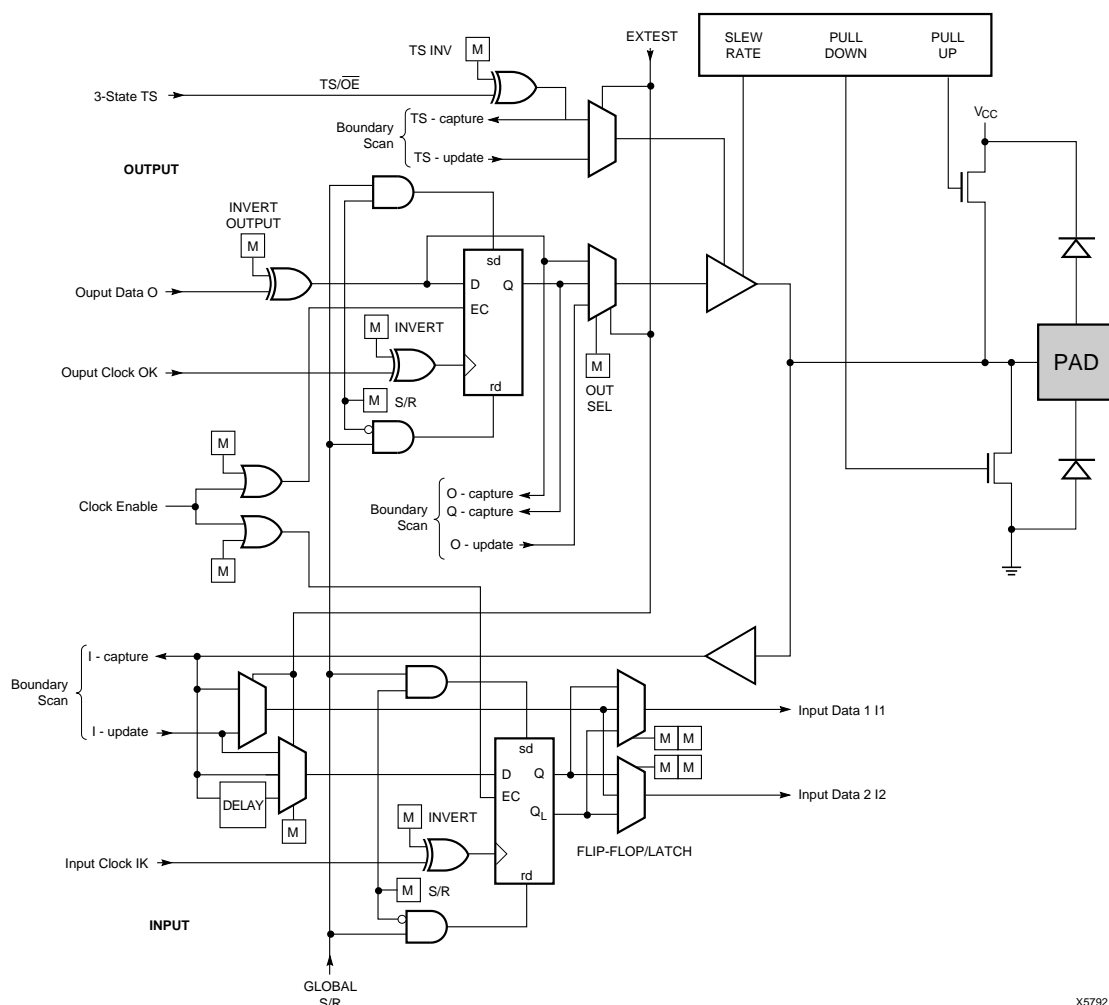 EXTEST
SLEW
RATE
PULL
DOWN
PULL
UP
TS INV
M
TS/OE
3-State TS
VCC
TS - capture
Boundary
Scan
TS - update
OUTPUT
INVERT
OUTPUT
M
sd
D
Q
EC
Ouput Data O
M
INVERT
PAD
Ouput Clock OK
rd
M
OUT
SEL
M
S/R
M
Clock Enable
O - capture
Q - capture
Boundary
Scan
O - update
M
I - capture
Boundary
Scan
I - update
Input Data 1 I1
M M
sd
M M
D
Q
EC
Input Data 2 I2
DELAY
QL
M
INVERT
M
FLIP-FLOP/LATCH
Input Clock IK
rd
M
S/R
INPUT
GLOBAL
S/R
X5792